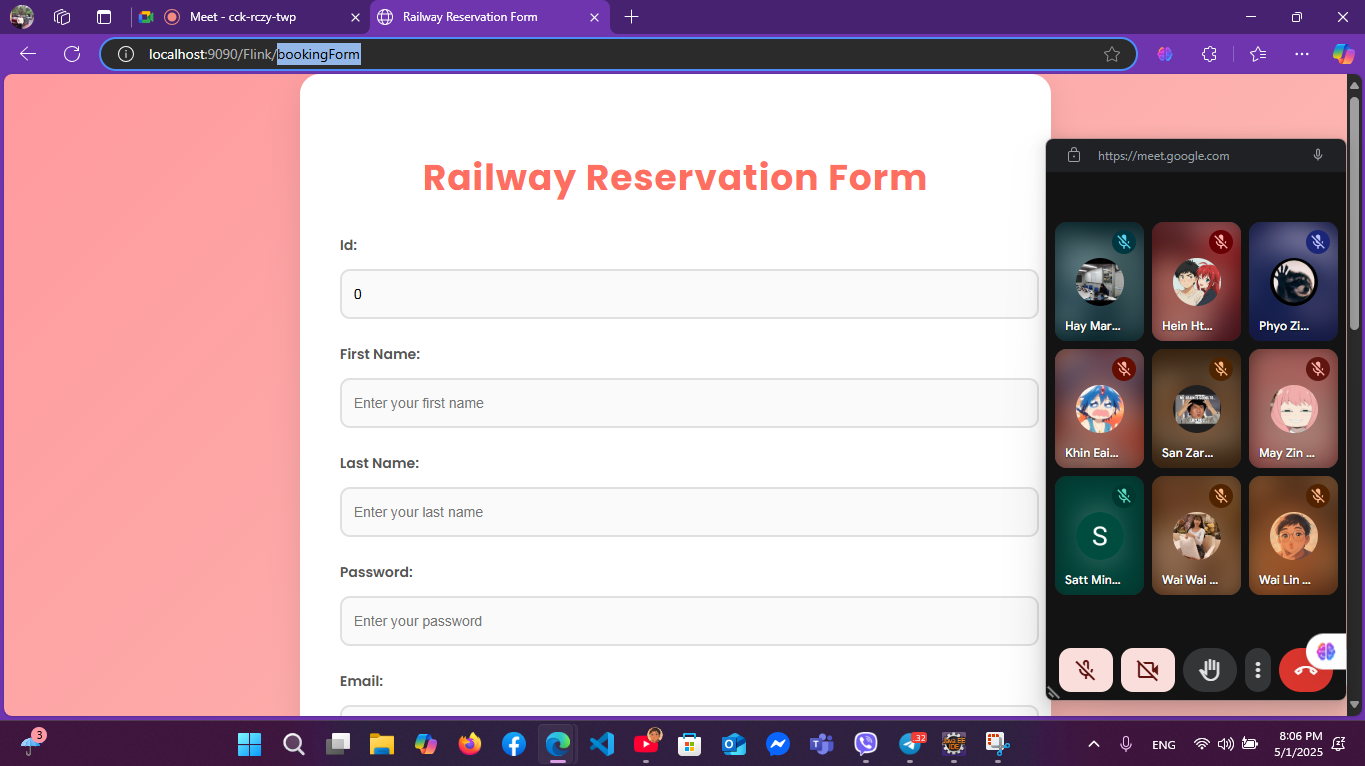 Meet - cck-rczy-twp
Railway Reservation Form
localhost:9090/Flink/bookingForm
Railway Reservation Form
Id:
0
First Name:
Enter your first name
Last Name:
Enter your last name
Password:
Enter your password
Email:
https://meet.google.com
Hay Mar...
Hein Ht...
Phyo Zi...
Khin Eai...
San Zar...
May Zin ...
S
Satt Min...
Wai Wai ...
Wai Lin ...
3
32
ENG
8:06 PM
5/1/2025